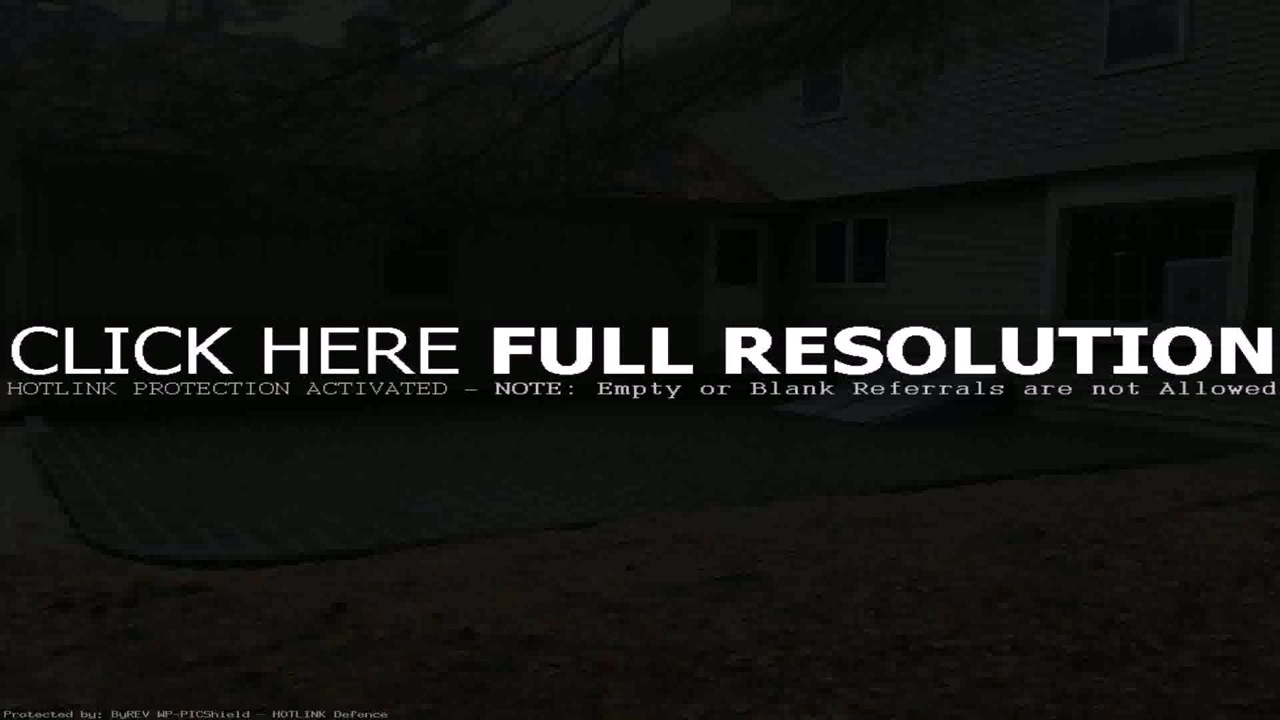 CLICK HERE FULL RESOLUTION
HOTLINK PROTECTION ACTIVATED - NOTE: Empty or Blank Referrals are not Allowed
Protected by: ByREV WP-PICShield - HOTLINK Defence